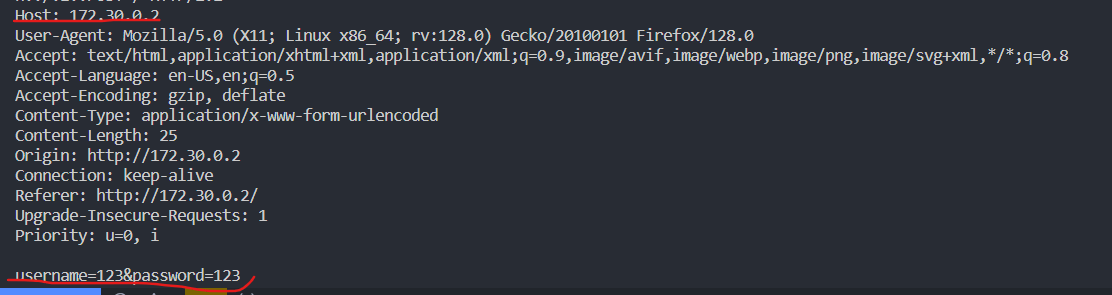 Host: 172.30.0.2
User-Agent: Mozilla/5.0 (X11; Linux x86_64; rv:128.0) Gecko/20100101 Firefox/128.0
Accept: text/html,application/xhtml+xml,application/xml;q=0.9,image/avif,image/webp,image/png,image/svg+xml,*/*;q=0.8
Accept-Language: en-US,en;q=0.5
Accept-Encoding: gzip, deflate
Content-Type: application/x-www-form-urlencoded
Content-Length: 25
Origin: http://172.30.0.2
Connection: keep-alive
Referer: http://172.30.0.2/
Upgrade-Insecure-Requests: 1
Priority: u=0, i
username=123&password=123